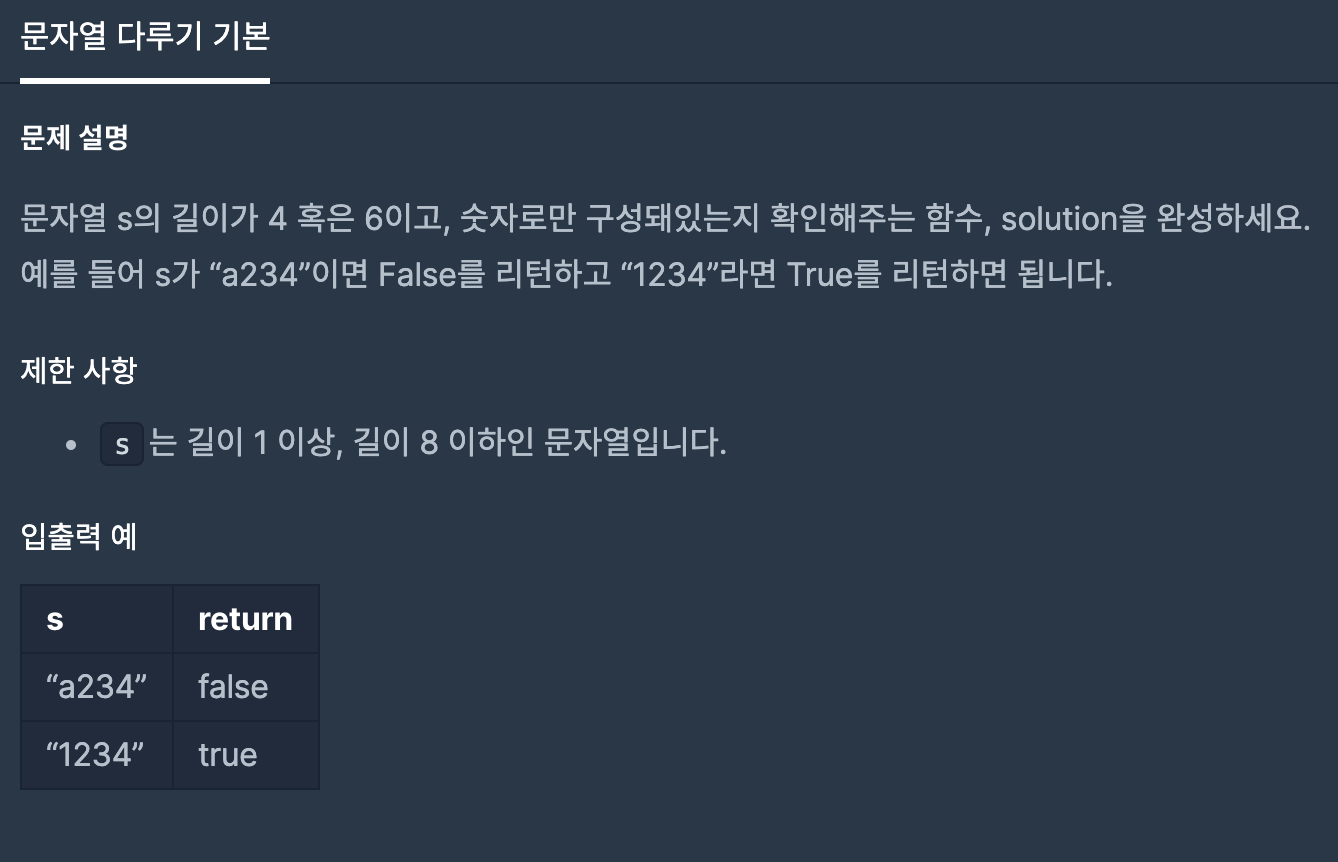 문자열 다루기 기본
문제 설명
문자열 s의 길이가 4 혹은 6이고, 숫자로만 구성돼있는지 확인해주는 함수, solution을 완성하세요.
예를 들어 s가 “a234”이면 False를 리턴하고 “1234”라면 True를 리턴하면 됩니다.
제한 사항
• s는 길이 1 이상, 길이 8 이하인 문자열입니다.
입출력 예
s return
“a234” false
“1234” true